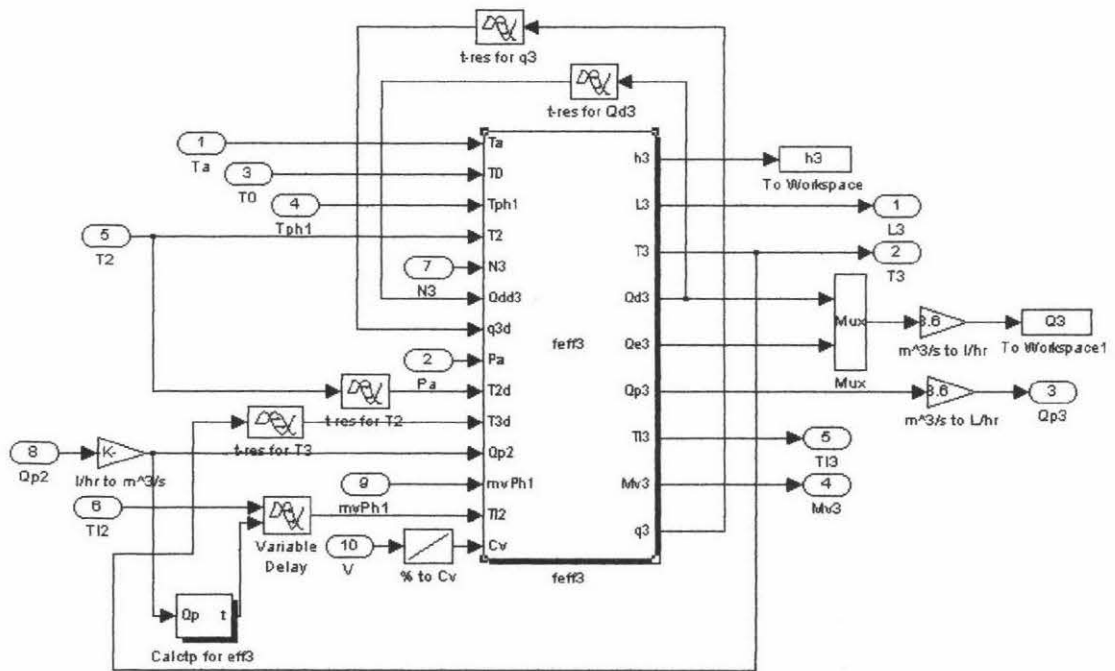 t-res for q3
t-res for Qd3
1
Ta
3
T0
4
Tph1
5
T2
7
N3
2
Pa
t-res for T2
t-res for T3
8
Qp2
K-
l/hr to m^3/s
6
Tl2
9
mvPh1
Variable
Delay
10
V
% to Cv
Qp t
Calctp for eff3
Ta
T0
Tph1
T2
N3
Qdd3
q3d
Pa
T2d
T3d
Qp2
mvPh1
Tl2
Cv
feff3
h3
L3
T3
Qd3
Qe3
Qp3
Tl3
Mv3
q3
feff3
h3
To Workspace
1
L3
2
T3
Mux
Mux
3.6
m^3/s to l/hr
Q3
To Workspace1
3.6
m^3/s to L/hr
3
Qp3
5
Tl3
4
Mv3